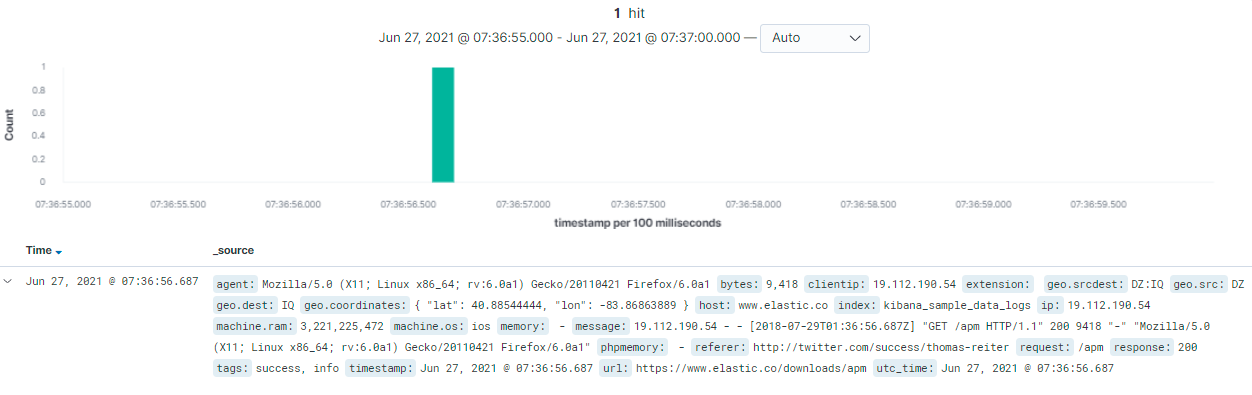 1 hit
Jun 27, 2021 @ 07:36:55.000 - Jun 27, 2021 @ 07:37:00.000 — Auto
1
0.8
0.6
0.4
0.2
0
Count
07:36:55.000 07:36:55.500 07:36:56.000 07:36:56.500 07:36:57.000 07:36:57.500 07:36:58.000 07:36:58.500 07:36:59.000 07:36:59.500
timestamp per 100 milliseconds
Time _source
Jun 27, 2021 @ 07:36:56.687 agent: Mozilla/5.0 (X11; Linux x86_64; rv:6.0a1) Gecko/20110421 Firefox/6.0a1 bytes: 9,418 clientip: 19.112.190.54 extension: geo.srcdest: DZ:IQ geo.src: DZ
geo.dest: IQ geo.coordinates: { "lat": 40.88544444, "lon": -83.86863889 } host: www.elastic.co index: kibana_sample_data_logs ip: 19.112.190.54
machine.ram: 3,221,225,472 machine.os: ios memory: - message: 19.112.190.54 - - [2018-07-29T01:36:56.687Z] "GET /apm HTTP/1.1" 200 9418 "-" "Mozilla/5.0
(X11; Linux x86_64; rv:6.0a1) Gecko/20110421 Firefox/6.0a1" phpmemory: - referer: http://twitter.com/success/thomas-reiter request: /apm response: 200
tags: success, info timestamp: Jun 27, 2021 @ 07:36:56.687 url: https://www.elastic.co/downloads/apm utc_time: Jun 27, 2021 @ 07:36:56.687